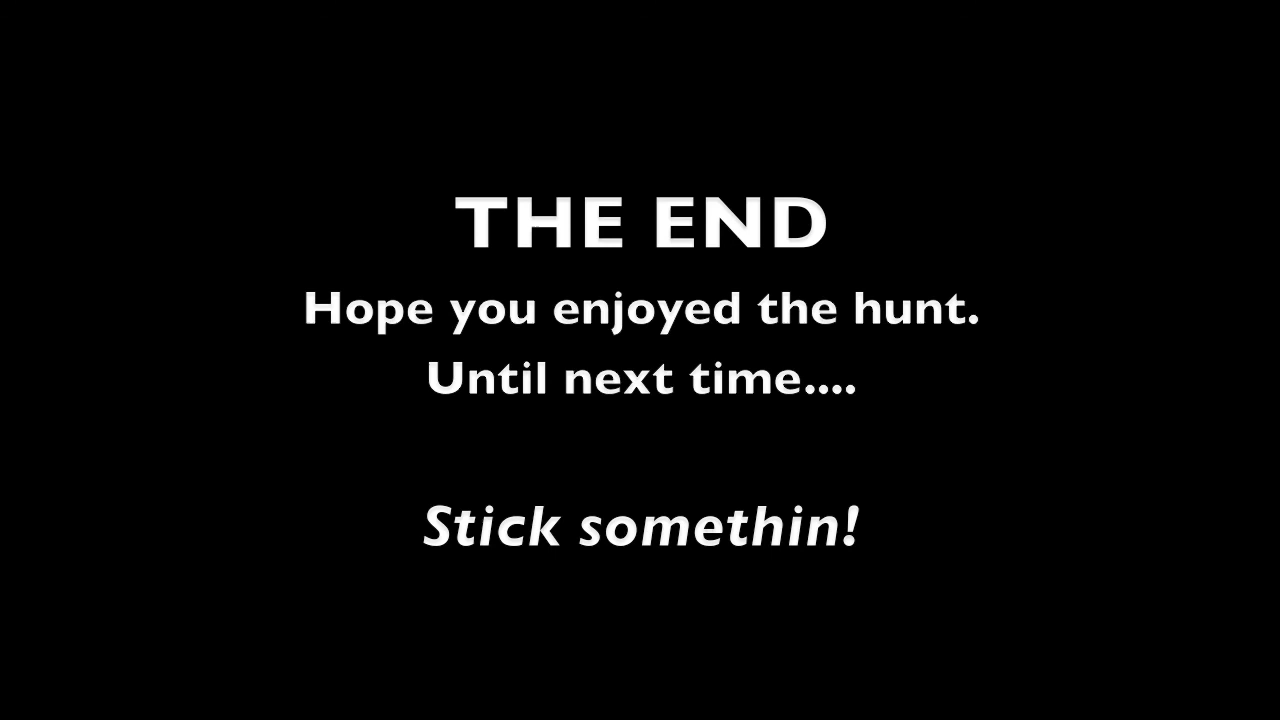 THE END
Hope you enjoyed the hunt.
Until next time....
Stick somethin!